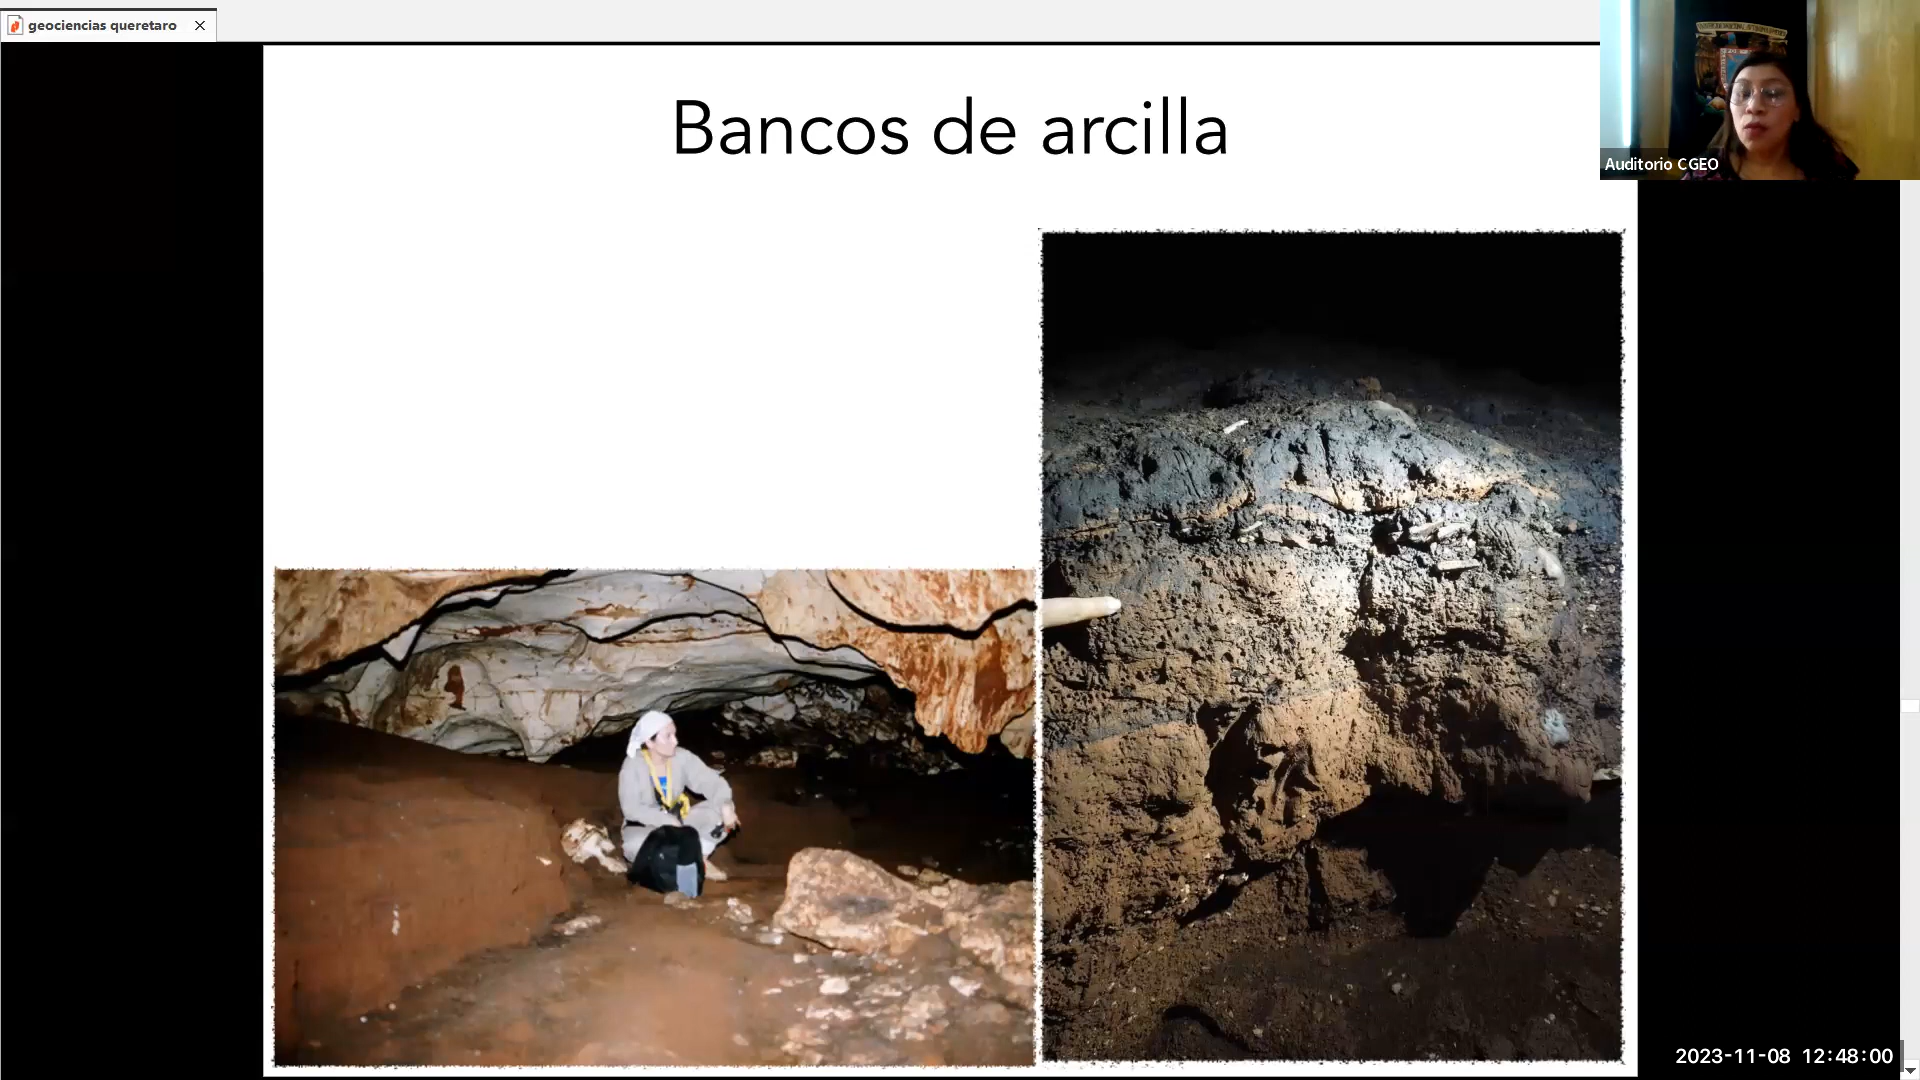 geociencias queretaro
Bancos de arcilla
Auditorio CGEO
2023-11-08 12:48:00